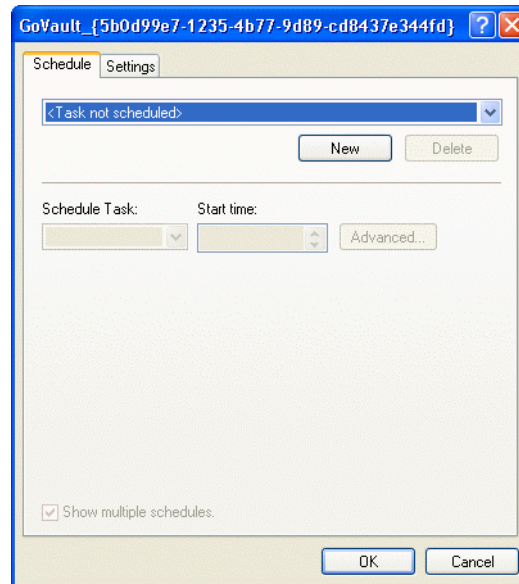 GoVault_{5b0d99e7-1235-4b77-9d89-cd8437e344fd}
Schedule Settings
<Task not scheduled>
New Delete
Schedule Task: Start time:
Advanced...
Show multiple schedules.
OK Cancel